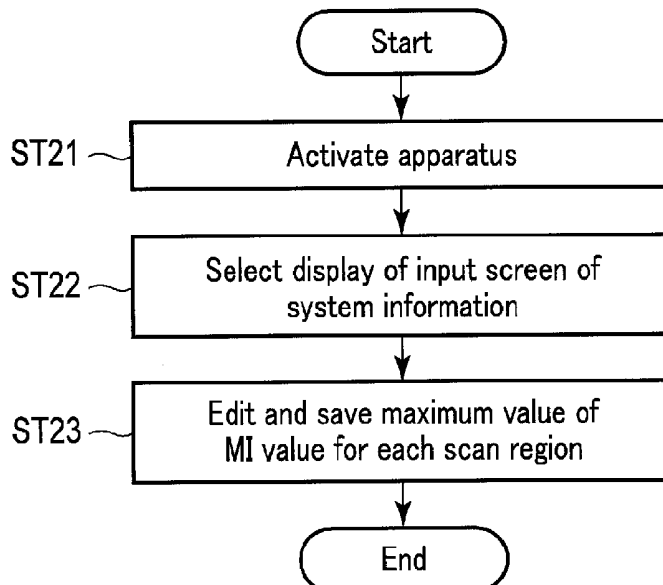 Start
ST21
Activate apparatus
ST22
Select display of input screen of
system information
ST23
Edit and save maximum value of
MI value for each scan region
End